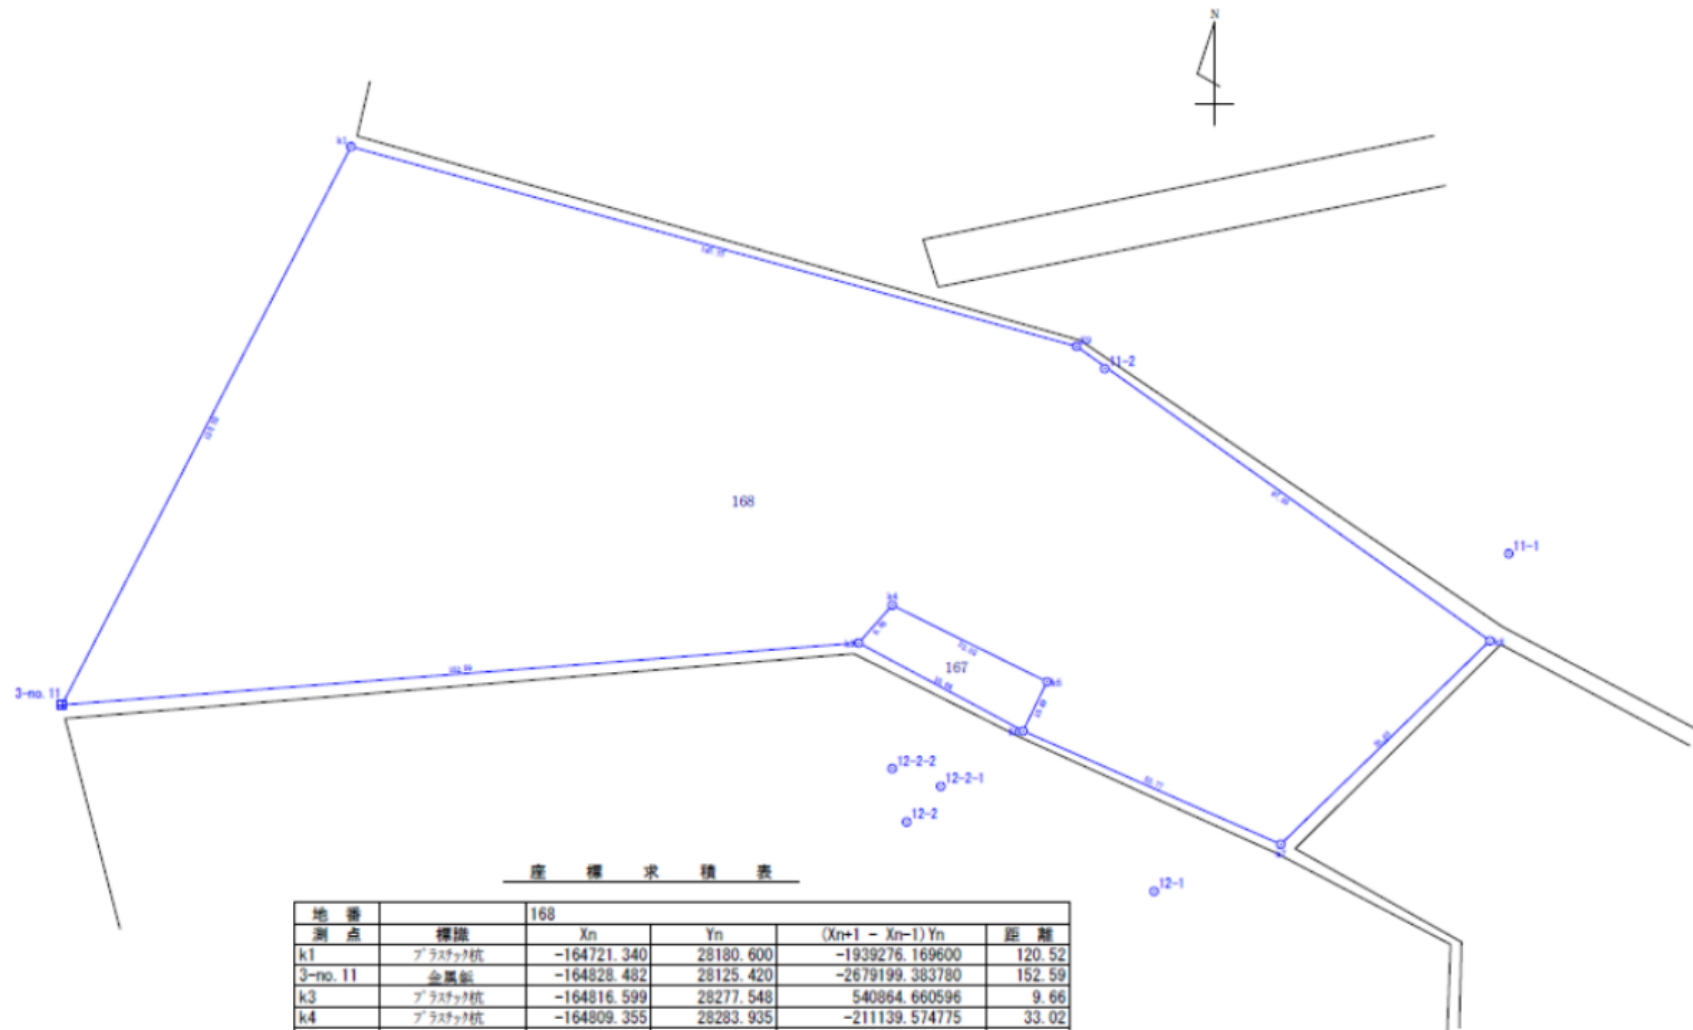 N
k1
11-2
168
11-1
k4
167
k5
3-no. 11
12-2-2
12-2-1
12-2
12-1
座 標 求 積 表
地 番 168
測 点 標識 Xn Yn (Xn+1 - Xn-1)Yn 距 離
k1 プラスチック杭 -164721.340 28180.600 -1939276.169600 120.52
3-no. 11 金属鋲 -164828.482 28125.420 -2679199.383780 152.59
k3 プラスチック杭 -164816.599 28277.548 540864.660596 9.66
k4 プラスチック杭 -164809.355 28283.935 -211139.574775 33.02